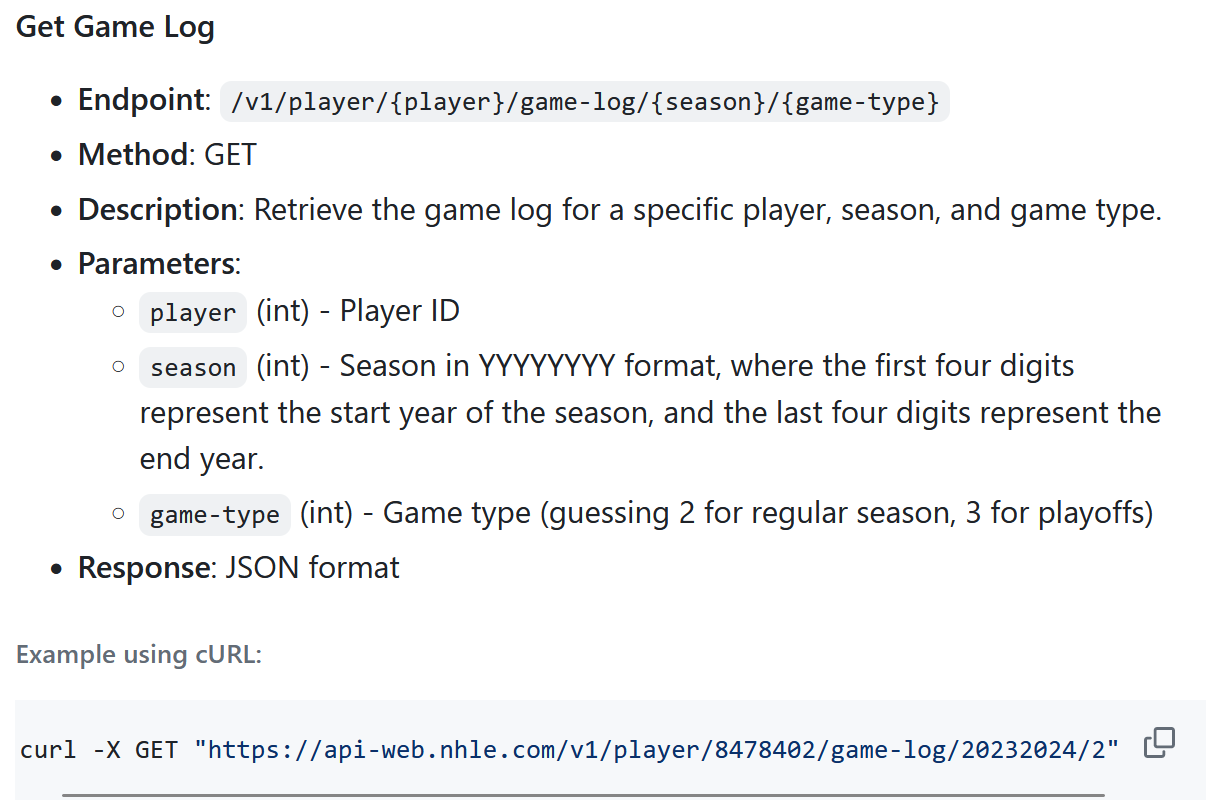 Get Game Log
Endpoint: /v1/player/{player}/game-log/{season}/{game-type}
Method: GET
Description: Retrieve the game log for a specific player, season, and game type.
Parameters:
player (int) - Player ID
season (int) - Season in YYYYYYYY format, where the first four digits
represent the start year of the season, and the last four digits represent the
end year.
game-type (int) - Game type (guessing 2 for regular season, 3 for playoffs)
Response: JSON format
Example using cURL:
curl -X GET "https://api-web.nhle.com/v1/player/8478402/game-log/20232024/2"